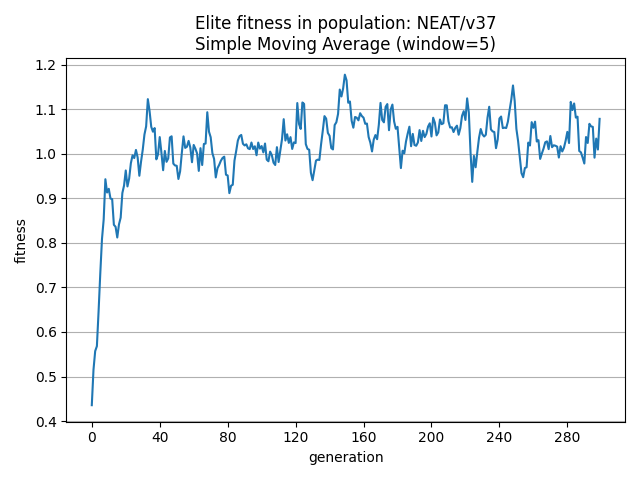 Elite fitness in population: NEAT/v37
Simple Moving Average (window=5)
1.2
1.1
1.0
0.9
0.8
0.7
0.6
0.5
0.4
fitness
0 40 80 120 160 200 240 280
generation